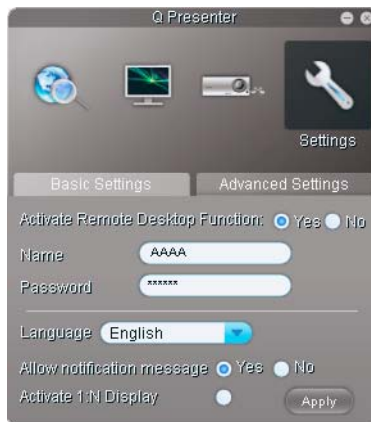 Q Presenter
Settings
Basic Settings Advanced Settings
Activate Remote Desktop Function: Yes No
Name AAAA
Password ******
Language English
Allow notification message Yes No
Activate 1:N Display Apply